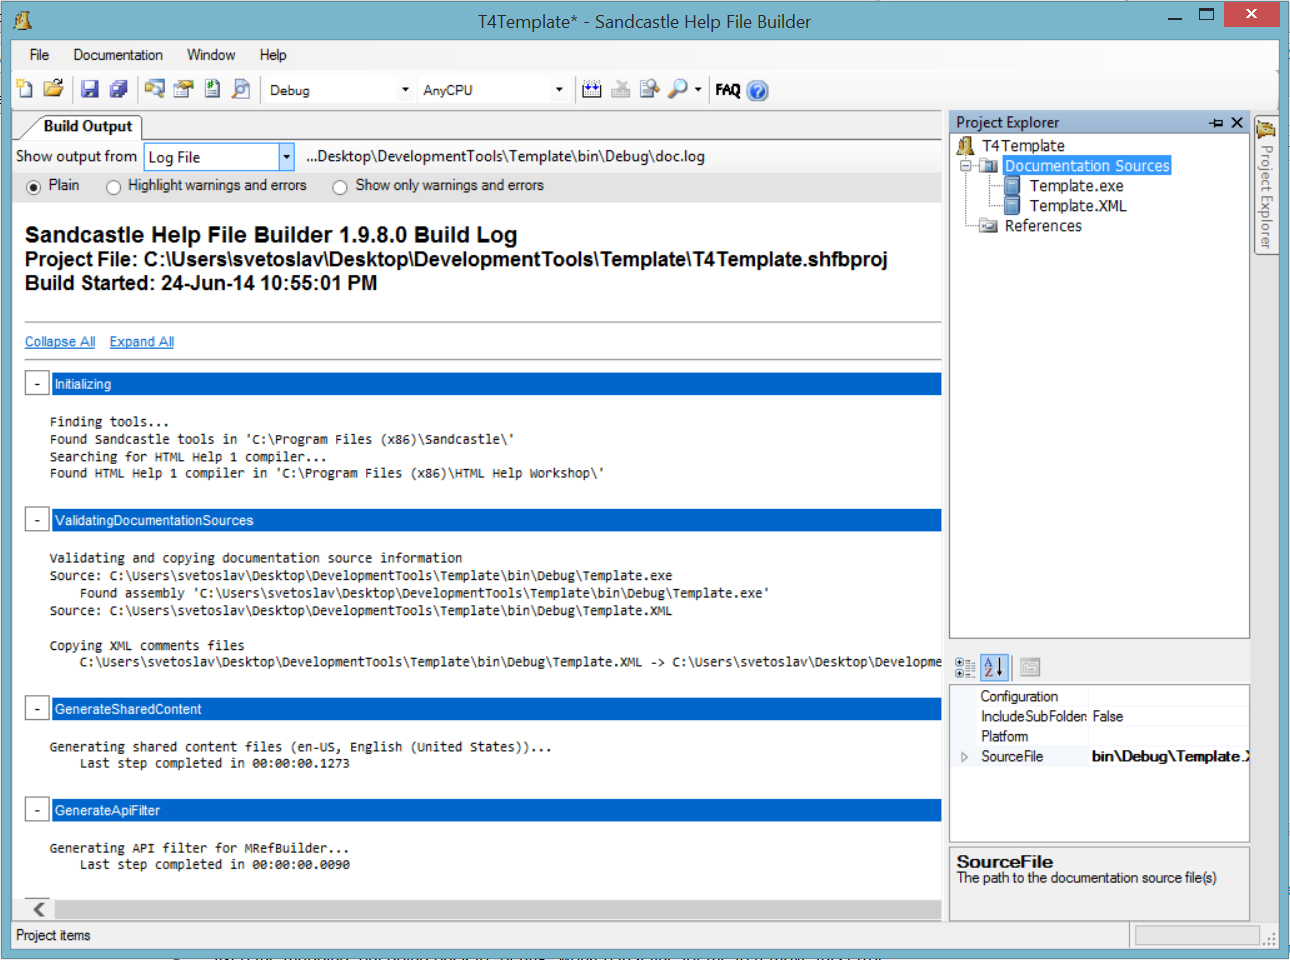 T4Template* - Sandcastle Help File Builder
File Documentation Window Help
Debug AnyCPU FAQ
Build Output
Show output from Log File ...Desktop\DevelopmentTools\Template\bin\Debug\doc.log
Plain Highlight warnings and errors Show only warnings and errors
Sandcastle Help File Builder 1.9.8.0 Build Log
Project File: C:\Users\svetoslav\Desktop\DevelopmentTools\Template\T4Template.shfbproj
Build Started: 24-Jun-14 10:55:01 PM
Collapse All Expand All
- Initializing
Finding tools...
Found Sandcastle tools in 'C:\Program Files (x86)\Sandcastle\'
Searching for HTML Help 1 compiler...
Found HTML Help 1 compiler in 'C:\Program Files (x86)\HTML Help Workshop\'
- ValidatingDocumentationSources
Validating and copying documentation source information
Source: C:\Users\svetoslav\Desktop\DevelopmentTools\Template\bin\Debug\Template.exe
Found assembly 'C:\Users\svetoslav\Desktop\DevelopmentTools\Template\bin\Debug\Template.exe'
Source: C:\Users\svetoslav\Desktop\DevelopmentTools\Template\bin\Debug\Template.XML
Copying XML comments files
C:\Users\svetoslav\Desktop\DevelopmentTools\Template\bin\Debug\Template.XML -> C:\Users\svetoslav\Desktop\Developme
- GenerateSharedContent
Generating shared content files (en-US, English (United States))...
Last step completed in 00:00:00.1273
- GenerateApiFilter
Generating API filter for MRefBuilder...
Last step completed in 00:00:00.0090
Project Explorer
T4Template
Documentation Sources
Template.exe
Template.XML
References
Project Explorer
Configuration
IncludeSubFolders False
Platform
SourceFile bin\Debug\Template.X
SourceFile
The path to the documentation source file(s)
Project items